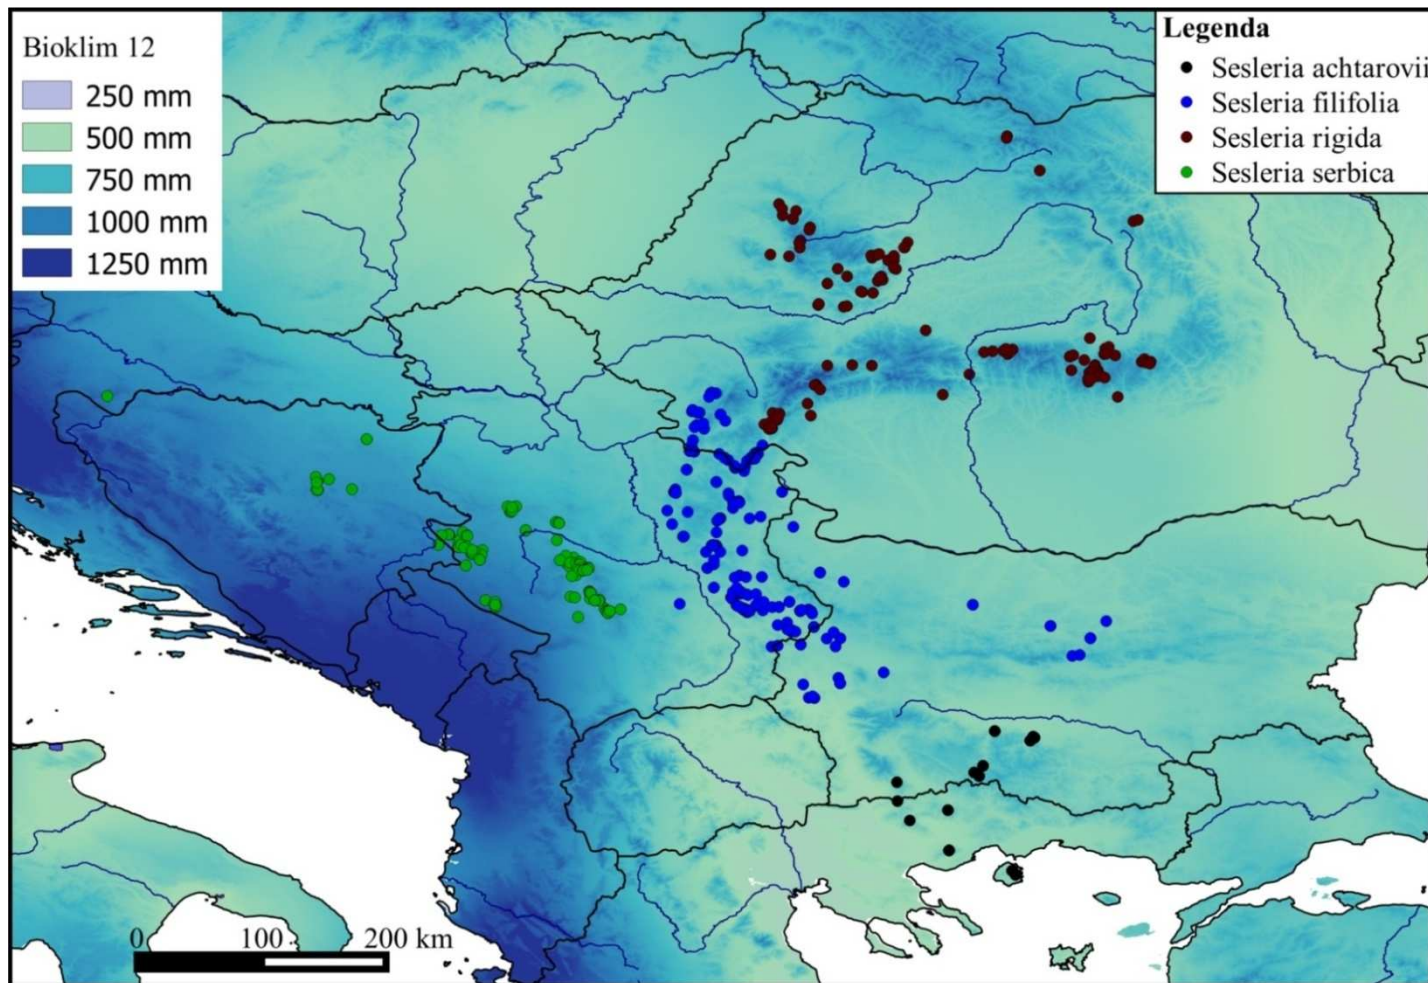 Bioklim 12
250 mm
500 mm
750 mm
1000 mm
1250 mm
Legenda
Sesleria achtarovii
Sesleria filifolia
Sesleria rigida
Sesleria serbica
0 100 200 km